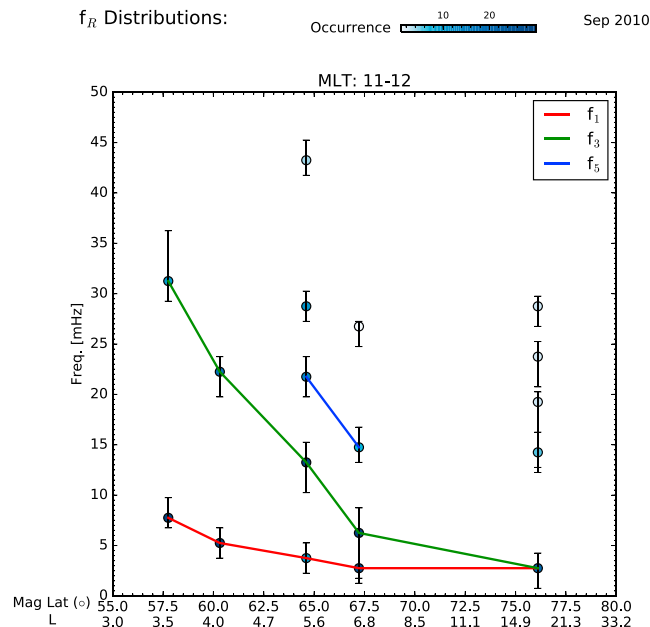 f_R Distributions:
Occurrence
10 20
Sep 2010
MLT: 11-12
f_1
f_3
f_5
Freq. [mHz]
50
45
40
35
30
25
20
15
10
5
0
Mag Lat (○) 55.0 57.5 60.0 62.5 65.0 67.5 70.5 72.5 75.0 77.5 80.0
L 3.0 3.5 4.0 4.7 5.6 6.8 8.5 11.1 14.9 21.3 33.2